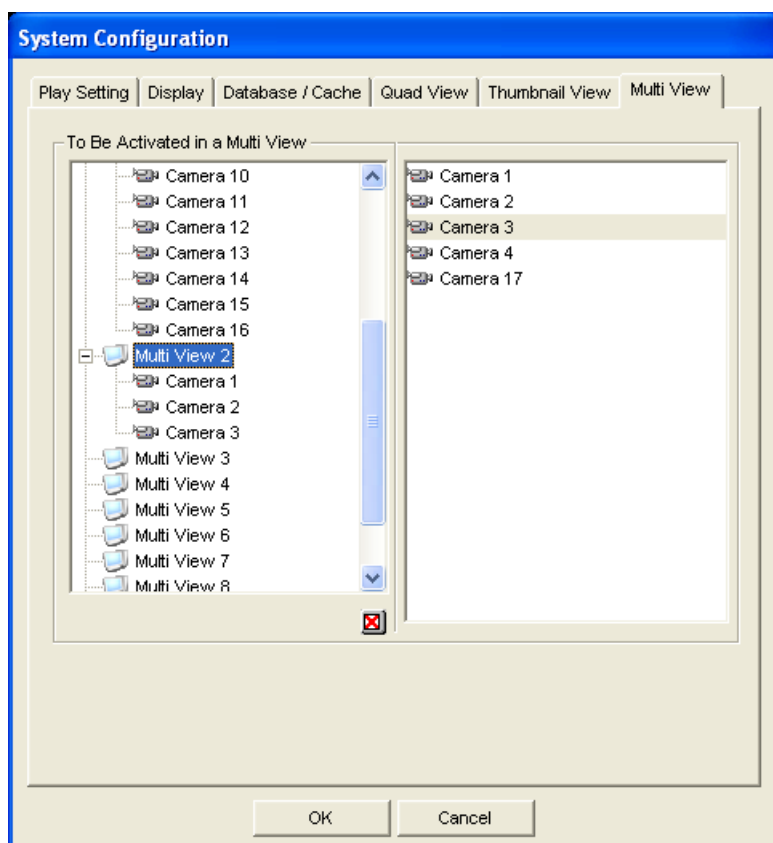 System Configuration
Play Setting Display Database / Cache Quad View Thumbnail View Multi View
To Be Activated in a Multi View
Camera 10
Camera 11
Camera 12
Camera 13
Camera 14
Camera 15
Camera 16
Multi View 2
Camera 1
Camera 2
Camera 3
Multi View 3
Multi View 4
Multi View 5
Multi View 6
Multi View 7
Multi View 8
Camera 1
Camera 2
Camera 3
Camera 4
Camera 17
OK Cancel